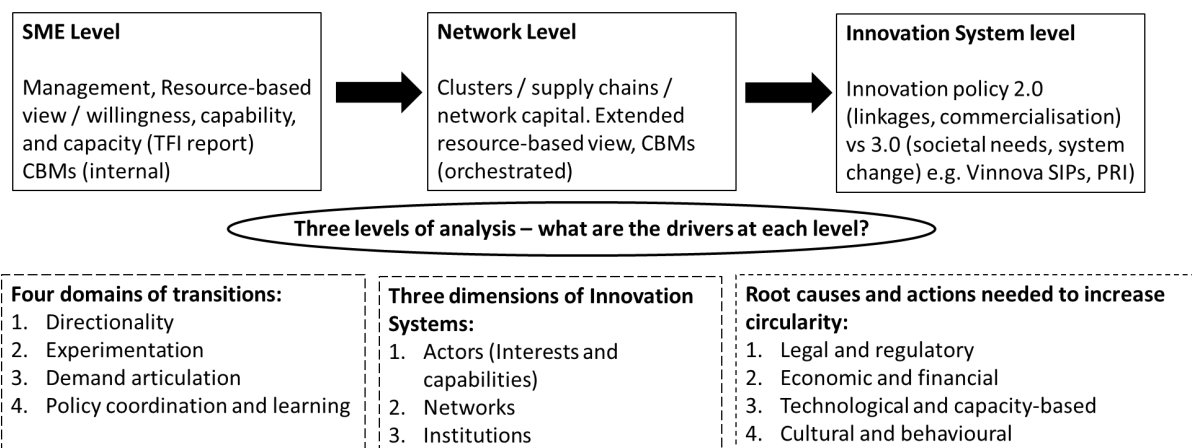 SME Level
Management, Resource-based
view / willingness, capability,
and capacity (TFI report)
CBMs (internal)
Network Level
Clusters / supply chains /
network capital. Extended
resource-based view, CBMs
(orchestrated)
Innovation System level
Innovation policy 2.0
(linkages, commercialisation)
vs 3.0 (societal needs, system
change) e.g. Vinnova SIPs, PRI)
Three levels of analysis – what are the drivers at each level?
Four domains of transitions:
1. Directionality
2. Experimentation
3. Demand articulation
4. Policy coordination and learning
Three dimensions of Innovation
Systems:
1. Actors (Interests and
capabilities)
2. Networks
3. Institutions
Root causes and actions needed to increase
circularity:
1. Legal and regulatory
2. Economic and financial
3. Technological and capacity-based
4. Cultural and behavioural